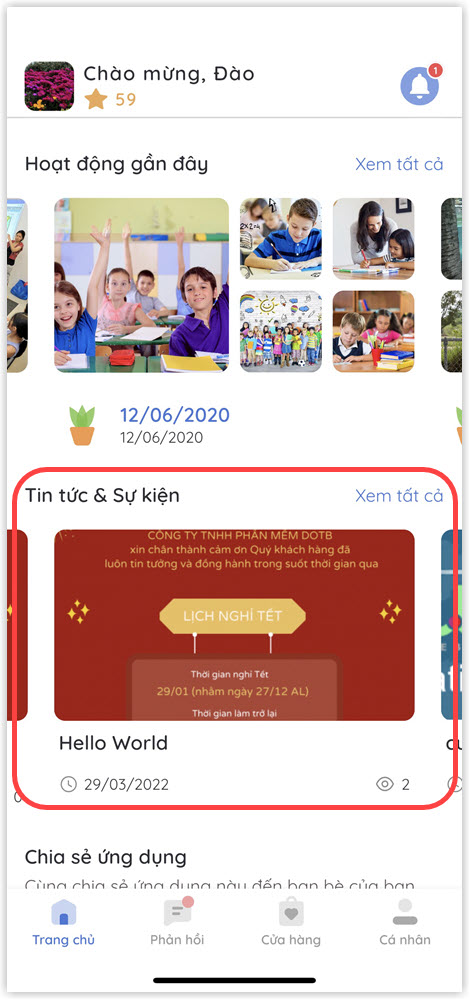 Chào mừng, Đào
59
1
Hoạt động gần đây
Xem tất cả
12/06/2020
12/06/2020
Tin tức & Sự kiện
Xem tất cả
CÔNG TY TNHH PHẦN MỀM DOTB
xin chân thành cảm ơn Quý khách hàng đã
luôn tin tưởng và đồng hành trong suốt thời gian qua
LỊCH NGHỈ TẾT
Thời gian nghỉ Tết
29/01 (nhằm ngày 27/12 AL)
Thời gian làm trở lại
Hello World
29/03/2022
2
Chia sẻ ứng dụng
Cùng chia sẻ ứng dụng này đến bạn bè của bạn
Trang chủ
Phản hồi
Cửa hàng
Cá nhân